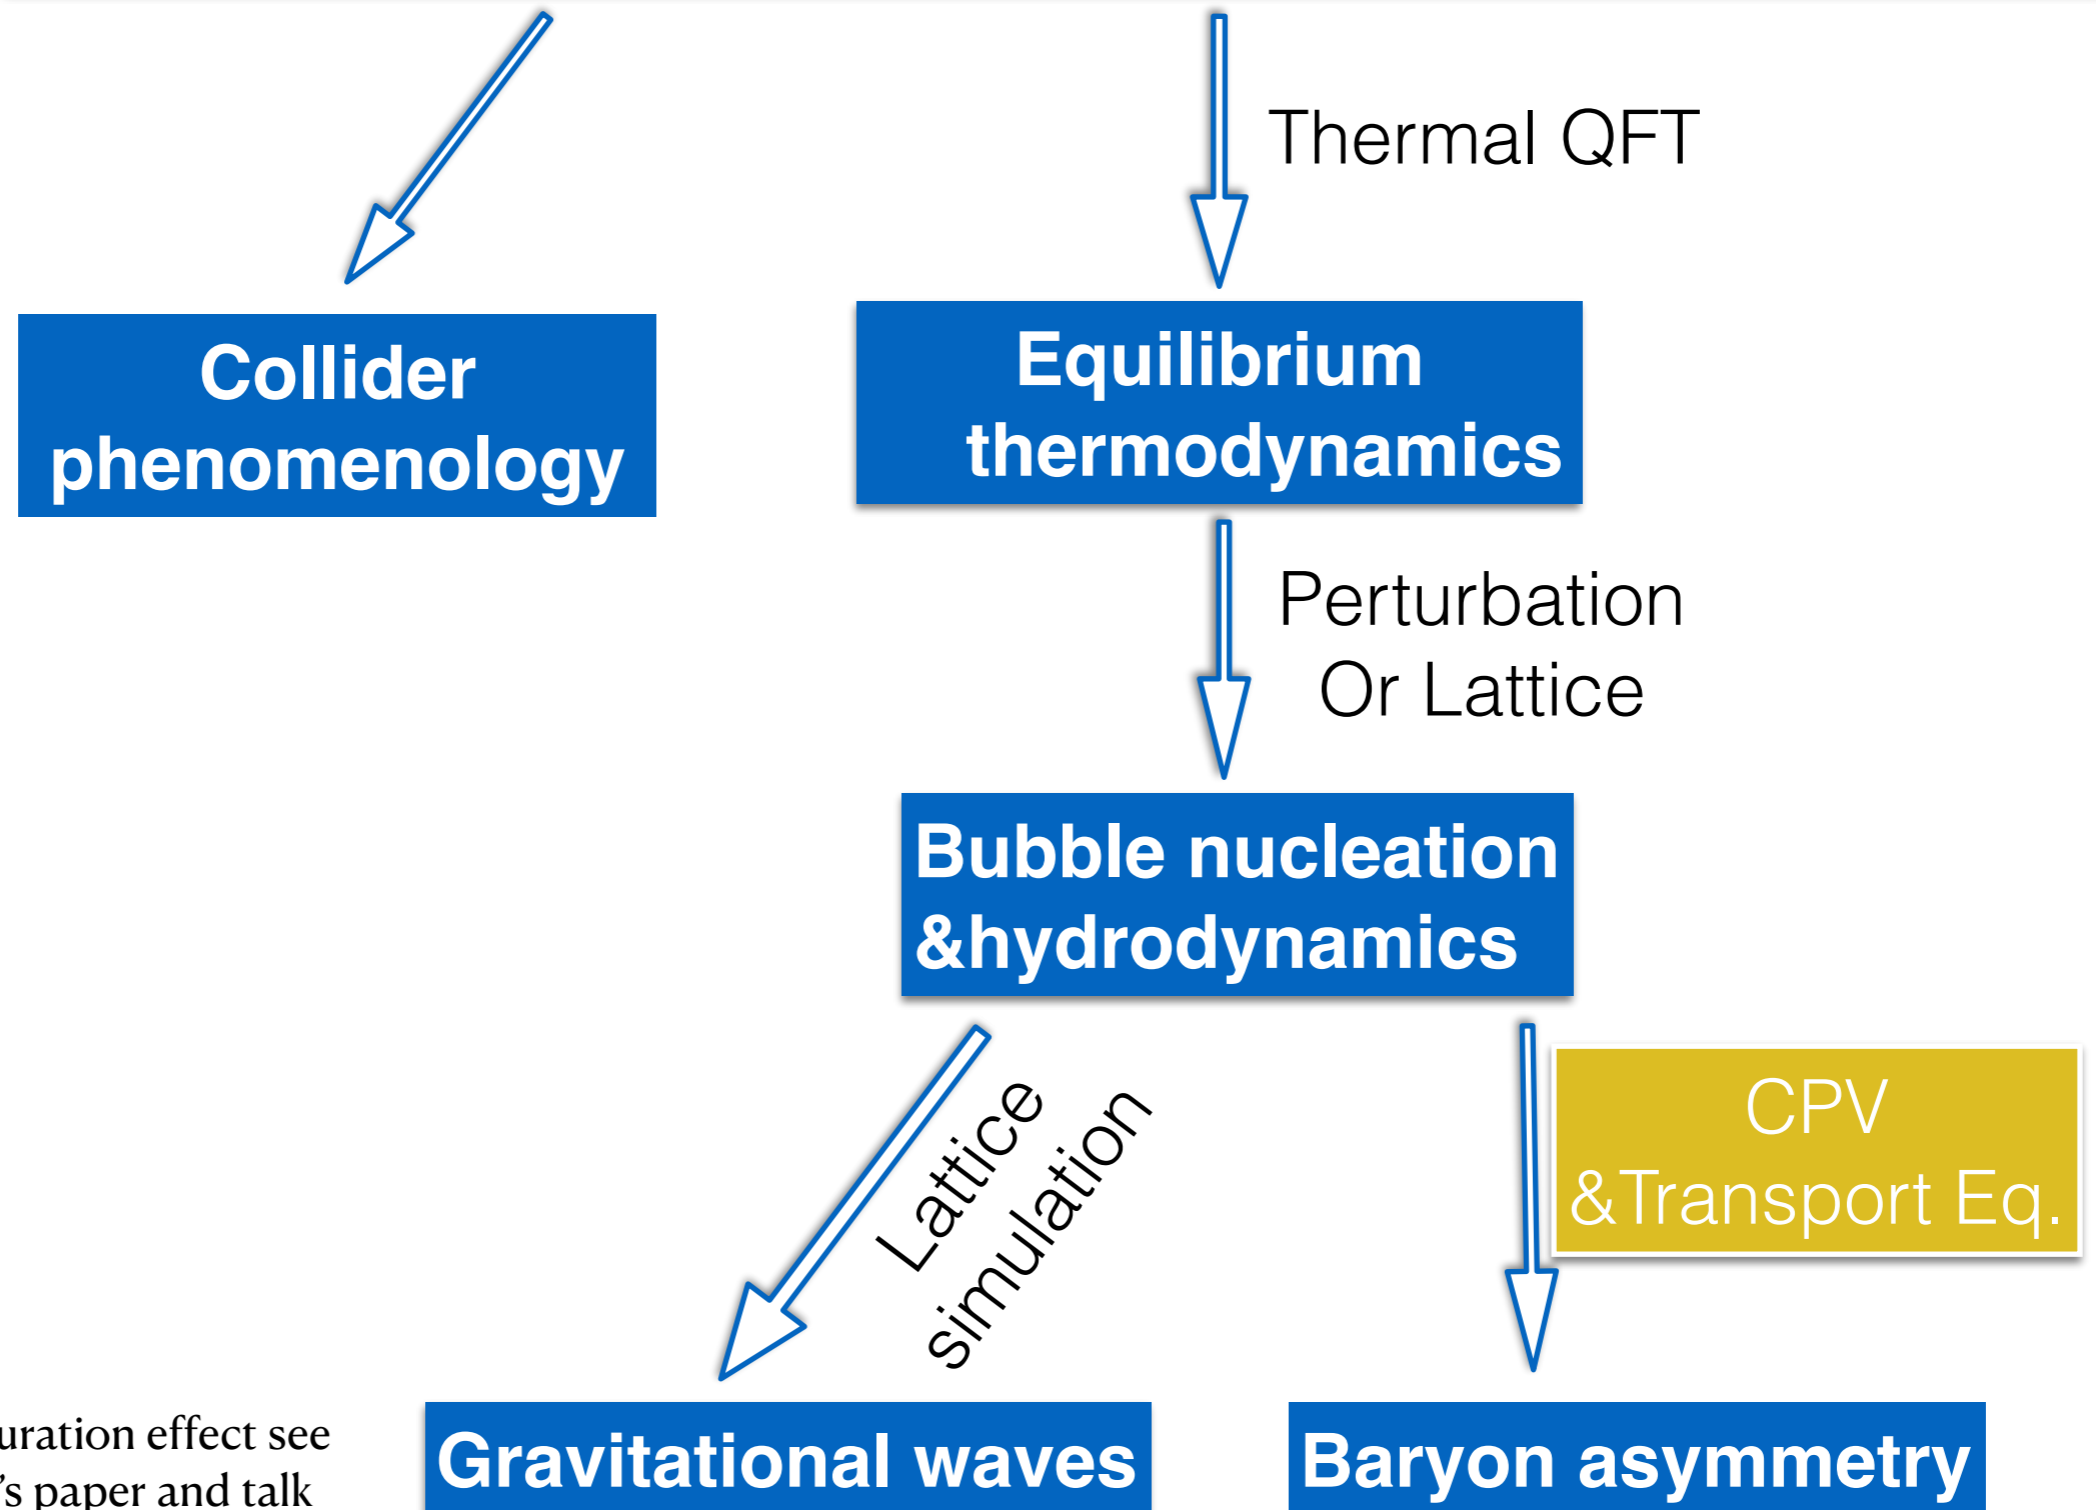 Thermal QFT
Collider
phenomenology
Equilibrium
thermodynamics
Perturbation
Or Lattice
Bubble nucleation
&hydrodynamics
Lattice
simulation
CPV
&Transport Eq.
uration effect see
's paper and talk
Gravitational waves
Baryon asymmetry